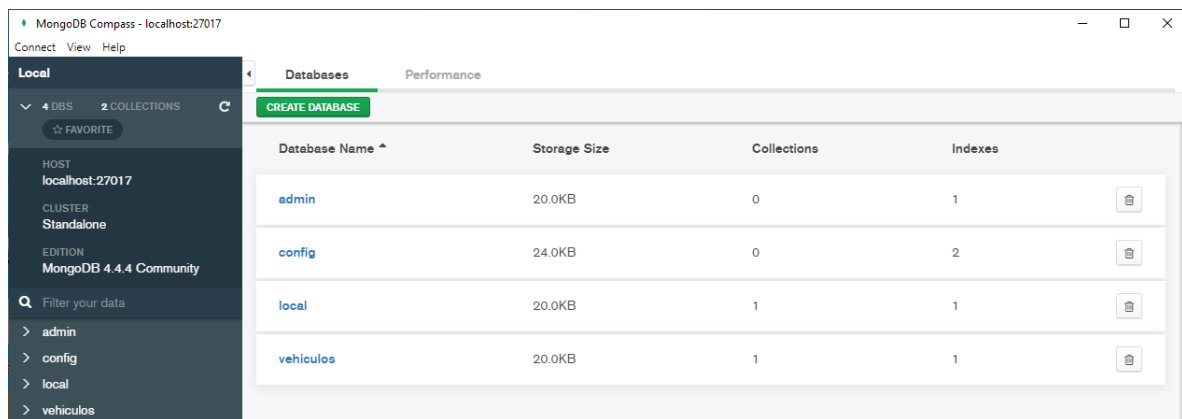 MongoDB Compass - localhost:27017
Connect View Help
Local
4 DBS 2 COLLECTIONS
☆ FAVORITE
HOST
localhost:27017
CLUSTER
Standalone
EDITION
MongoDB 4.4.4 Community
Filter your data
admin
config
local
vehiculos
Databases Performance
CREATE DATABASE
Database Name Storage Size Collections Indexes
admin 20.0KB 0 1
config 24.0KB 0 2
local 20.0KB 1 1
vehiculos 20.0KB 1 1